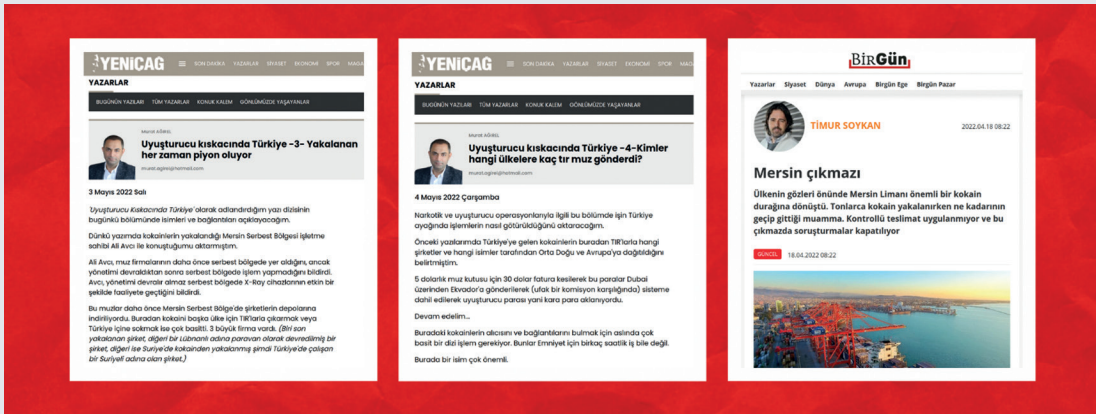 YENİÇAĞ
SON DAKİKA YAZARLAR SİYASET EKONOMİ SPOR MAGA
YAZARLAR
BUGÜNÜN YAZILARI TÜM YAZARLAR KONUK KALEM GÖNLÜMÜZDE YAŞAYANLAR
Murat AĞIREL
Uyuşturucu kıskacında Türkiye -3- Yakalanan
her zaman piyon oluyor
murat.agirel@hotmail.com
3 Mayıs 2022 Salı
'Uyuşturucu Kıskacında Türkiye' olarak adlandırdığım yazı dizisinin
bugünkü bölümünde isimleri ve bağlantıları açıklayacağım.
Dünkü yazımda kokainlerin yakalandığı Mersin Serbest Bölgesi işletme
sahibi Ali Avcı ile konuştuğumu aktarmıştım.
Ali Avcı, muz firmalarının daha önce serbest bölgede yer aldığını, ancak
yönetimi devraldıktan sonra serbest bölgede işlem yapmadığını bildirdi.
Avcı, yönetimi devralır almaz serbest bölgede X-Ray cihazlarının etkin bir
şekilde faaliyete geçtiğini bildirdi.
Bu muzlar daha önce Mersin Serbest Bölge'de şirketlerin depolarına
indiriliyordu. Buradan kokaini başka ülke için TIR'larla çıkarmak veya
Türkiye içine sokmak ise çok basitti. 3 büyük firma vardı. (Biri son
yakalanan şirket, diğeri bir Lübnanlı adına paravan olarak devredilmiş bir
şirket, diğeri ise Suriye'de kokainden yakalanmış şimdi Türkiye'de çalışan
bir Suriyeli adına olan şirket.)
YENİÇAĞ
SON DAKİKA YAZARLAR SİYASET EKONOMİ SPOR MAG
YAZARLAR
BUGÜNÜN YAZILARI TÜM YAZARLAR KONUK KALEM GÖNLÜMÜZDE YAŞAYANLAR
Murat AĞIREL
Uyuşturucu kıskacında Türkiye -4-Kimler
hangi ülkelere kaç tır muz gönderdi?
murat.agirel@hotmail.com
4 Mayıs 2022 Çarşamba
Narkotik ve uyuşturucu operasyonlarıyla ilgili bu bölümde işin Türkiye
ayağında işlemlerin nasıl götürüldüğünü aktaracağım.
Önceki yazılarımda Türkiye'ye gelen kokainlerin buradan TIR'larla hangi
şirketler ve hangi isimler tarafından Orta Doğu ve Avrupa'ya dağıtıldığını
belirtmiştim.
5 dolarlık muz kutusu için 30 dolar fatura kesilerek bu paralar Dubai
üzerinden Ekvador'a gönderilerek (ufak bir komisyon karşılığında) sisteme
dahil edilerek uyuşturucu parası yani kara para aklanıyordu.
Devam edelim...
Buradaki kokainlerin alıcısını ve bağlantılarını bulmak için aslında çok
basit bir dizi işlem gerekiyor. Bunlar Emniyet için birkaç saatlik iş bile değil.
Burada bir isim çok önemli.
BİRGün
Yazarlar Siyaset Dünya Avrupa Birgün Ege Birgün Pazar
TİMUR SOYKAN
2022.04.18 08:22
Mersin çıkmazı
Ülkenin gözleri önünde Mersin Limanı önemli bir kokain
durağına dönüştü. Tonlarca kokain yakalanırken ne kadarının
geçip gittiği muamma. Kontrollü teslimat uygulanmıyor ve bu
çıkmazda soruşturmalar kapatılıyor
GÜNCEL 18.04.2022 08:22